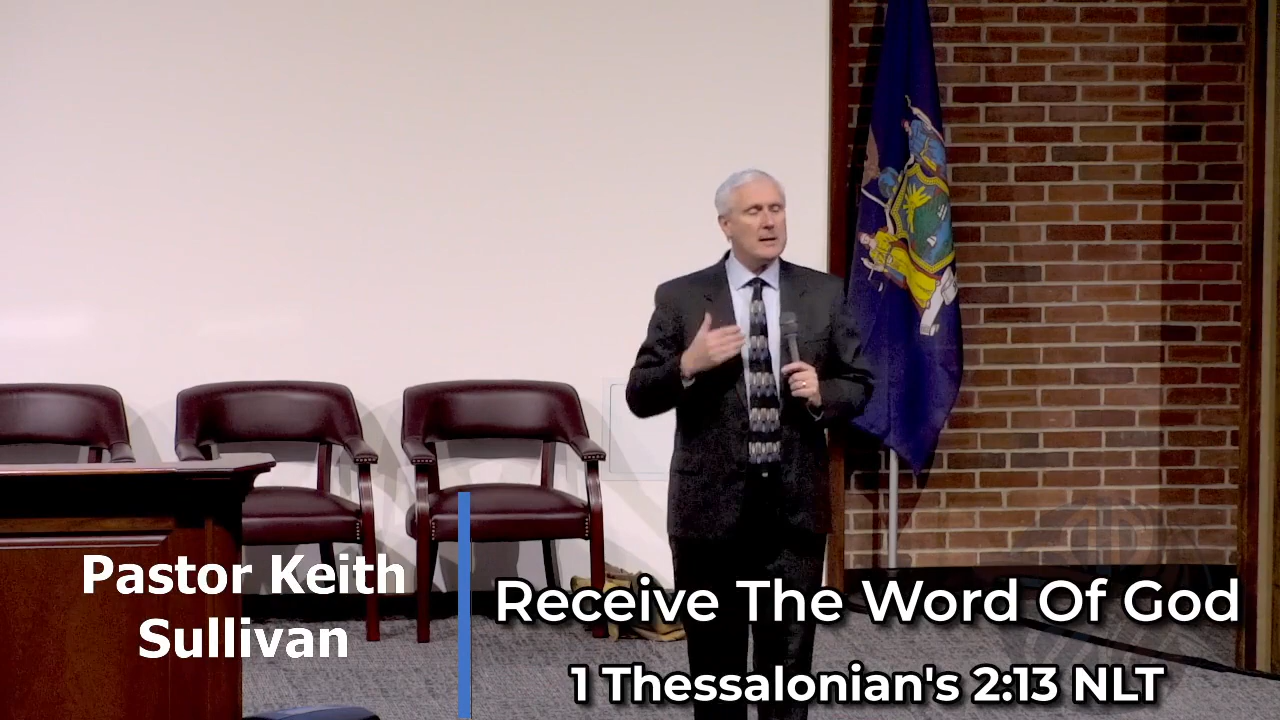 Pastor Keith
Sullivan
Receive The Word Of God
1 Thessalonian's 2:13 NLT